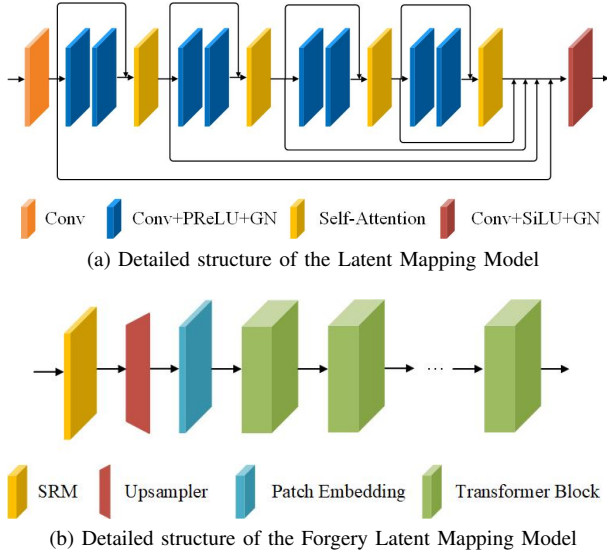 Conv Conv+PReLU+GN Self-Attention Conv+SiLU+GN
(a) Detailed structure of the Latent Mapping Model
...
SRM Upsampler Patch Embedding Transformer Block
(b) Detailed structure of the Forgery Latent Mapping Model